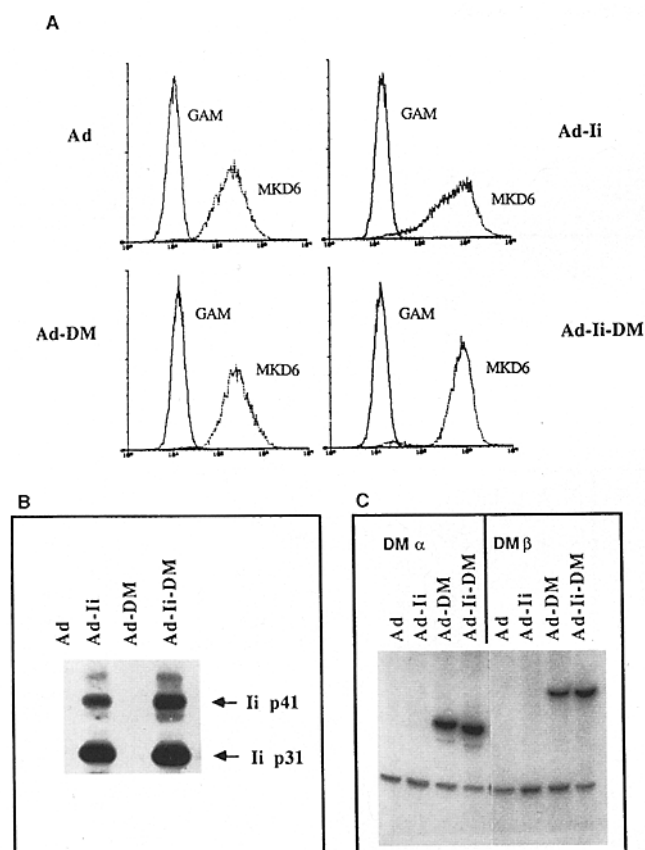 A
Ad
GAM
MKD6
GAM
MKD6
Ad-Ii
Ad-DM
GAM
MKD6
GAM
MKD6
Ad-Ii-DM
B
Ad
Ad-Ii
Ad-DM
Ad-Ii-DM
Ii p41
Ii p31
C
DM α
DM β
Ad
Ad-Ii
Ad-DM
Ad-Ii-DM
Ad
Ad-Ii
Ad-DM
Ad-Ii-DM